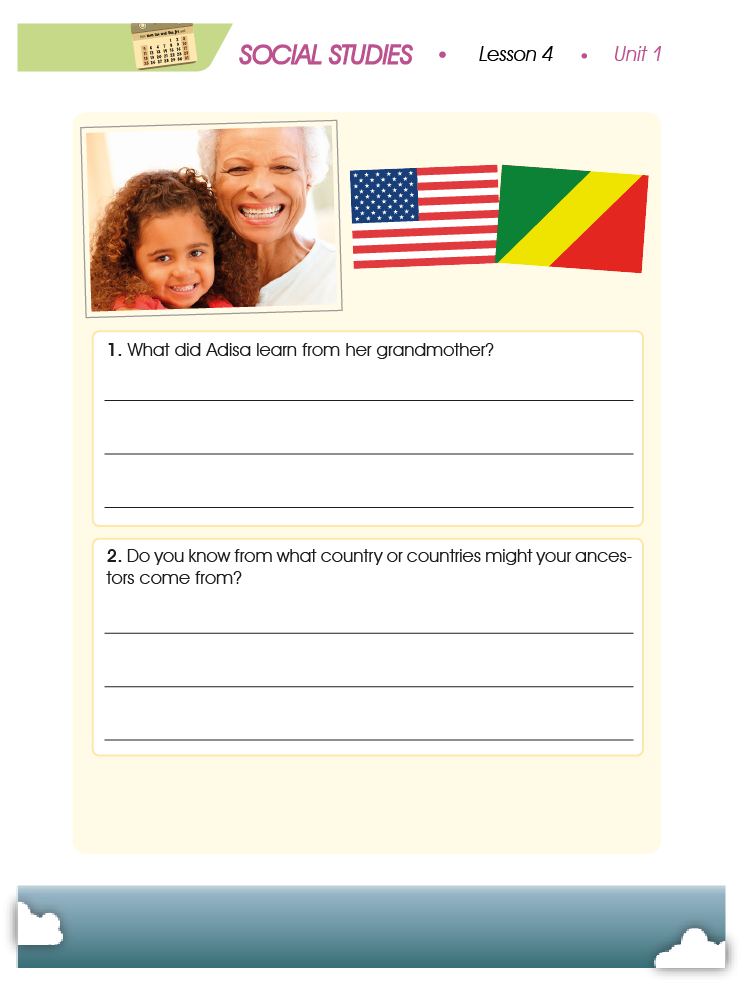 SOCIAL STUDIES • Lesson 4 • Unit 1
1. What did Adisa learn from her grandmother?
2. Do you know from what country or countries might your ances-
tors come from?